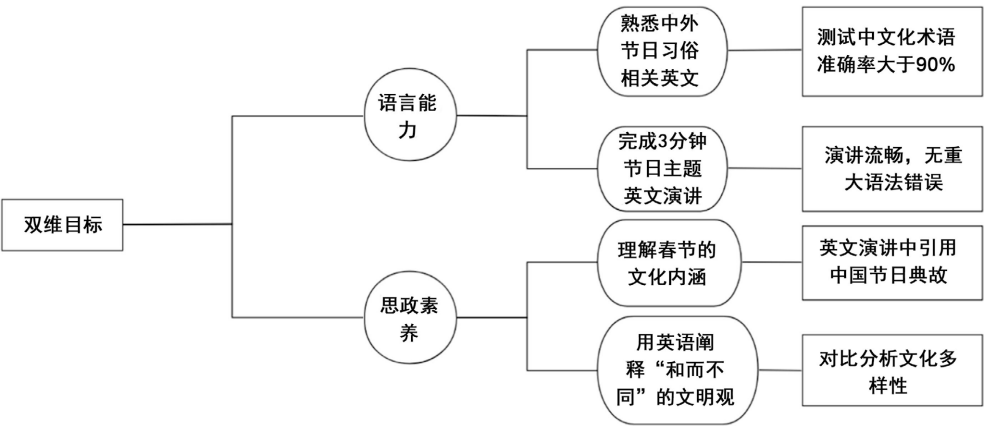 双维目标
语言能
力
熟悉中外
节日习俗
相关英文
测试中文化术语
准确率大于90%
完成3分钟
节日主题
英文演讲
演讲流畅，无重
大语法错误
思政素
养
理解春节的
文化内涵
英文演讲中引用
中国节日典故
用英语阐
释“和而不
同”的文明观
对比分析文化多
样性